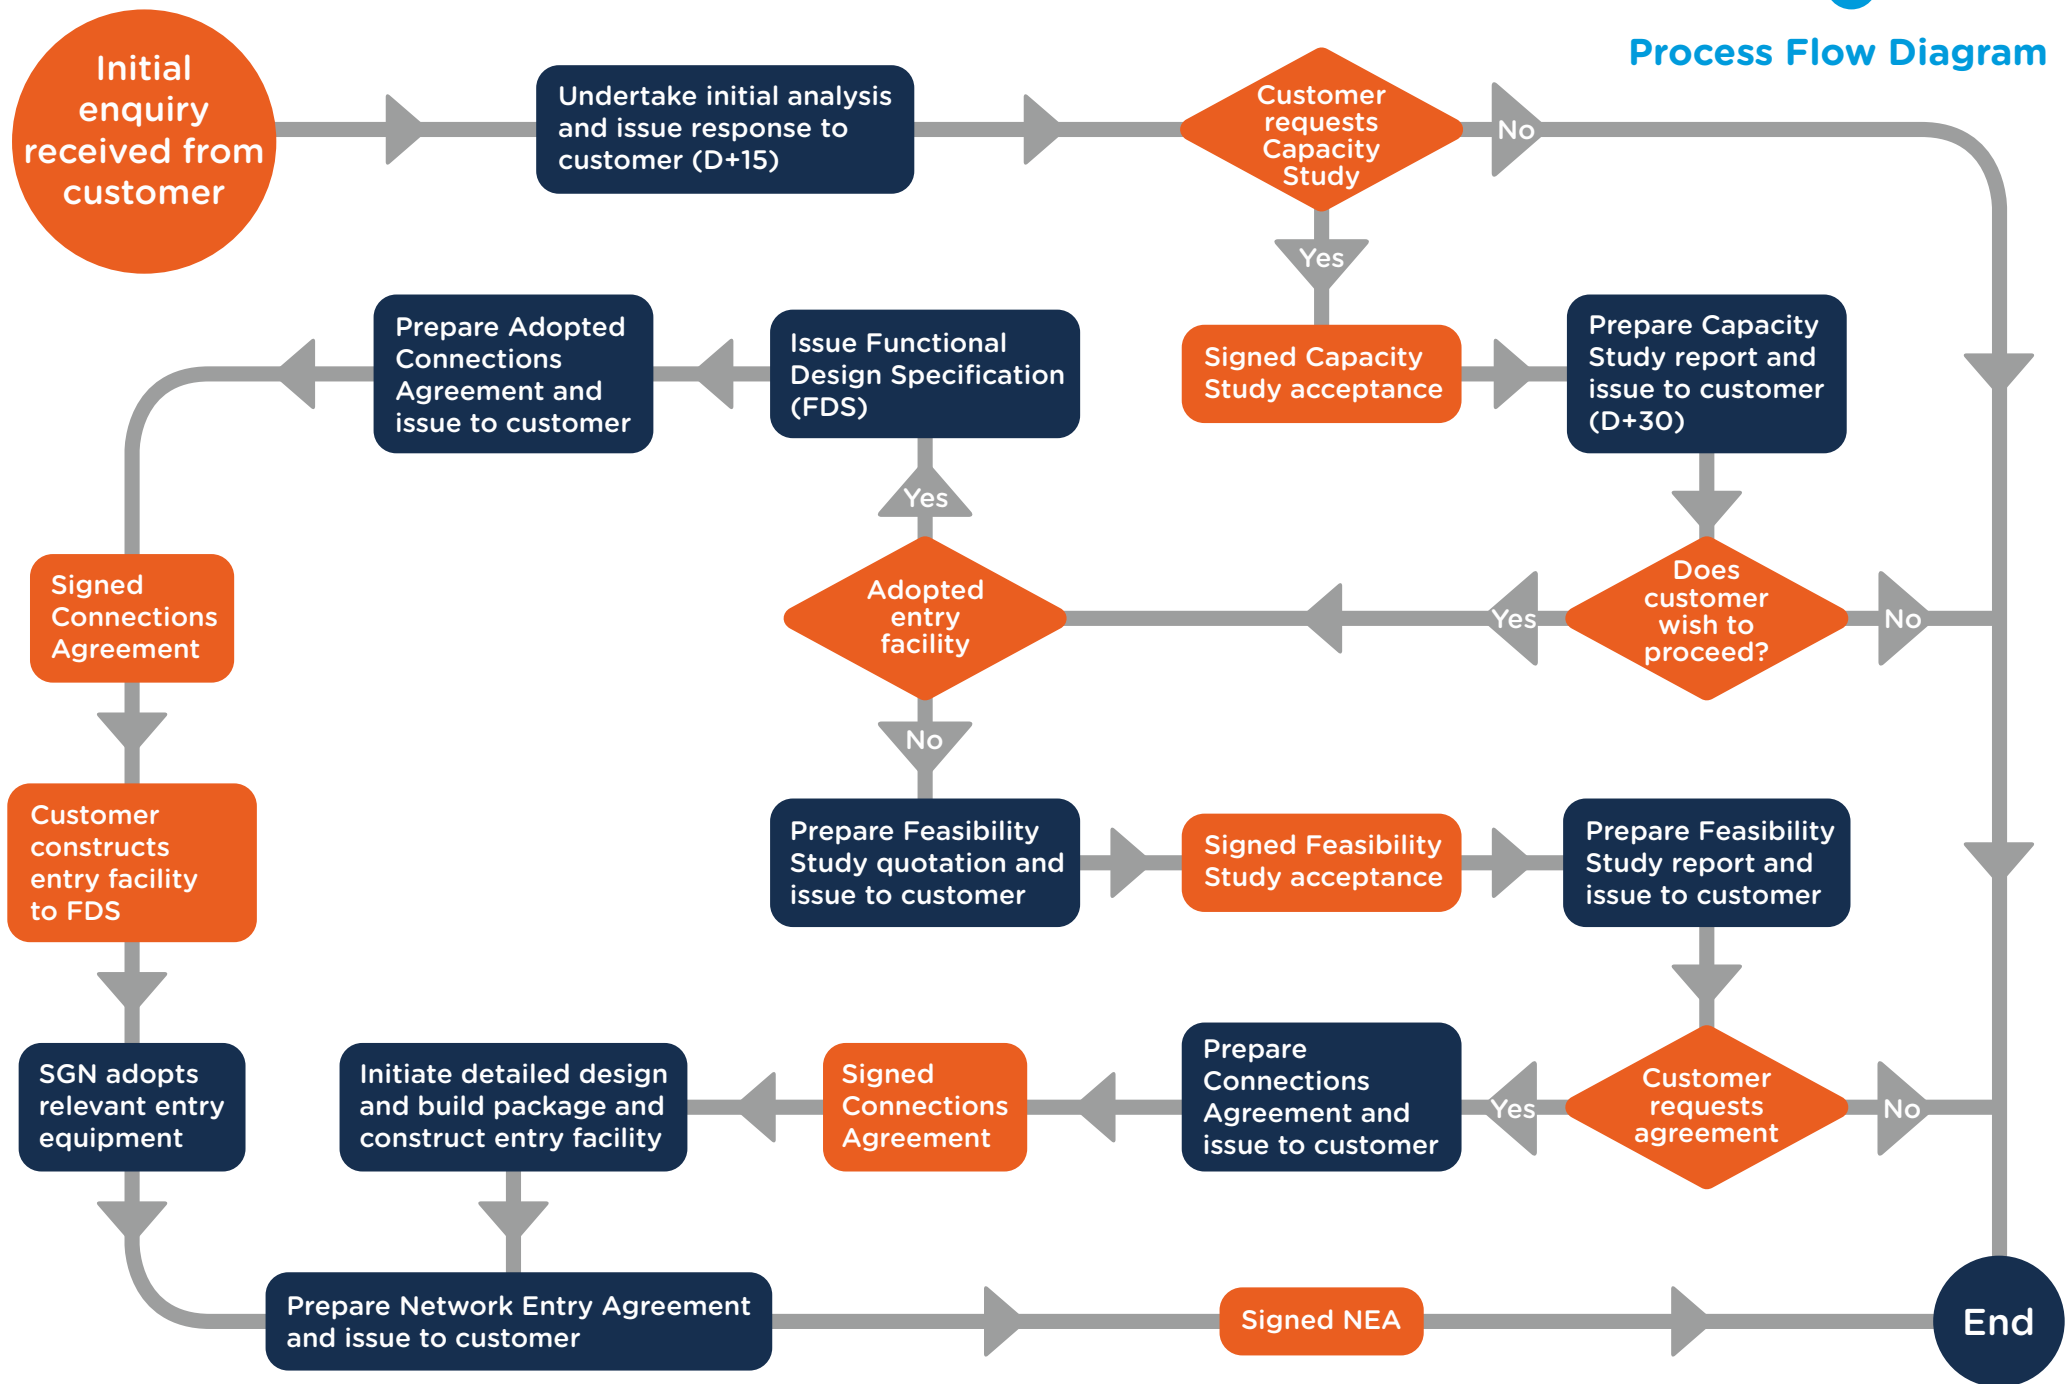 Process Flow Diagram
Initial
enquiry
received from
customer
Undertake initial analysis
and issue response to
customer (D+15)
Customer
requests
Capacity
Study
No
Yes
Prepare Adopted
Connections
Agreement and
issue to customer
Issue Functional
Design Specification
(FDS)
Signed Capacity
Study acceptance
Prepare Capacity
Study report and
issue to customer
(D+30)
Yes
Signed
Connections
Agreement
Adopted
entry
facility
Yes
Does
customer
wish to
proceed?
No
No
Customer
constructs
entry facility
to FDS
Prepare Feasibility
Study quotation and
issue to customer
Signed Feasibility
Study acceptance
Prepare Feasibility
Study report and
issue to customer
SGN adopts
relevant entry
equipment
Initiate detailed design
and build package and
construct entry facility
Signed
Connections
Agreement
Prepare
Connections
Agreement and
issue to customer
Yes
Customer
requests
agreement
No
Prepare Network Entry Agreement
and issue to customer
Signed NEA
End